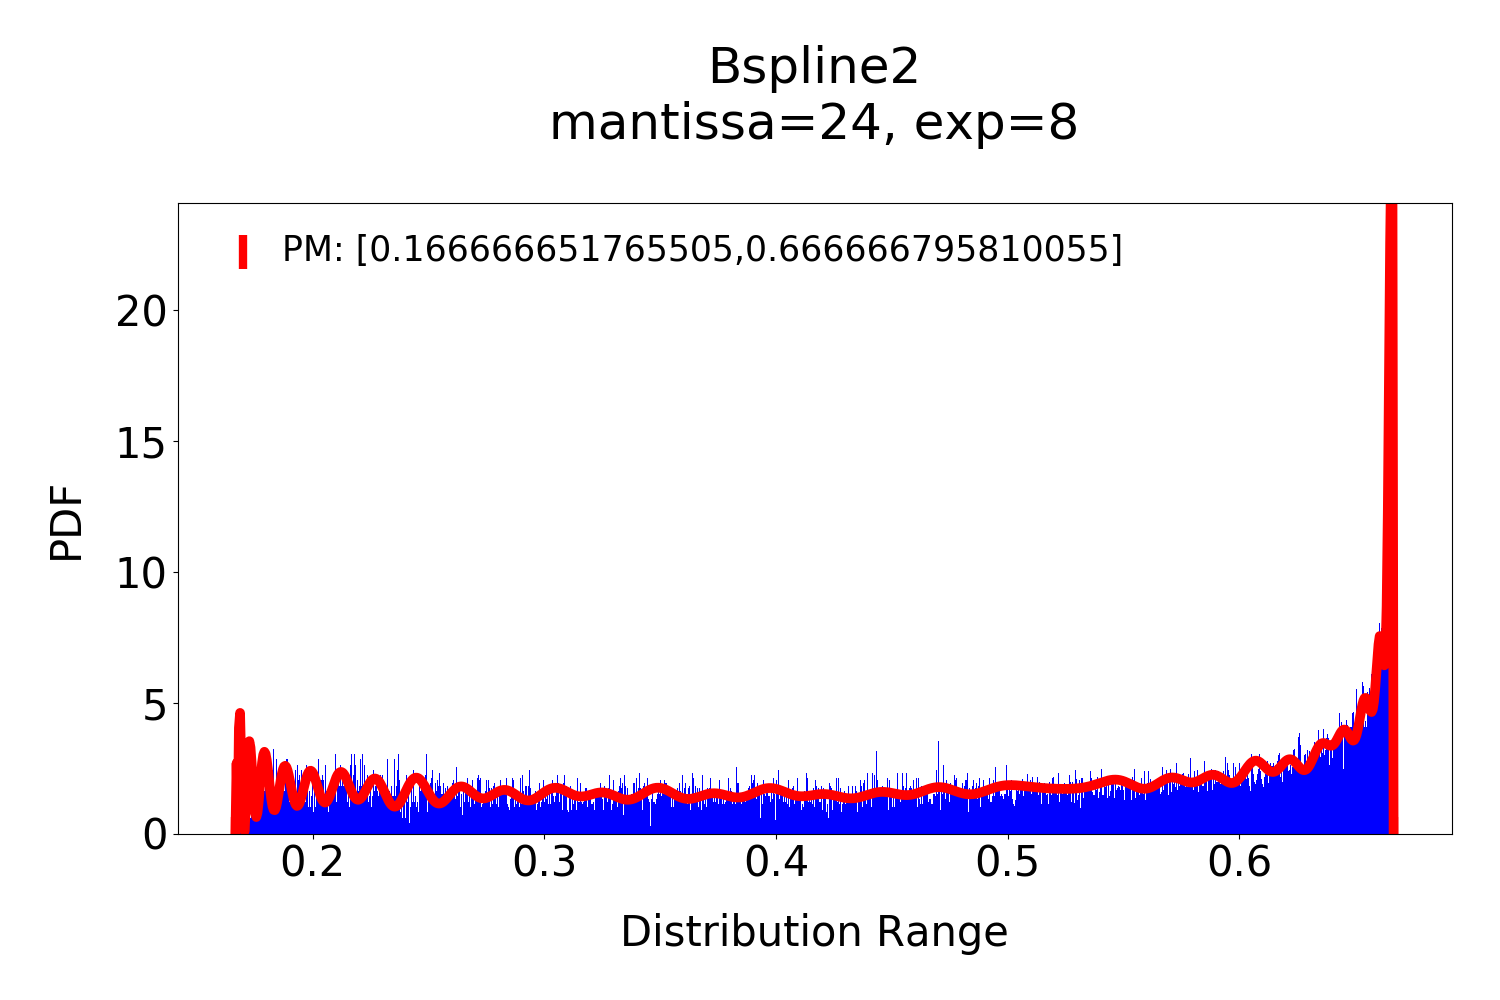 Bspline2
mantissa=24, exp=8
PM: [0.166666651765505,0.666666795810055]
20
15
10
5
0
PDF
0.2 0.3 0.4 0.5 0.6
Distribution Range